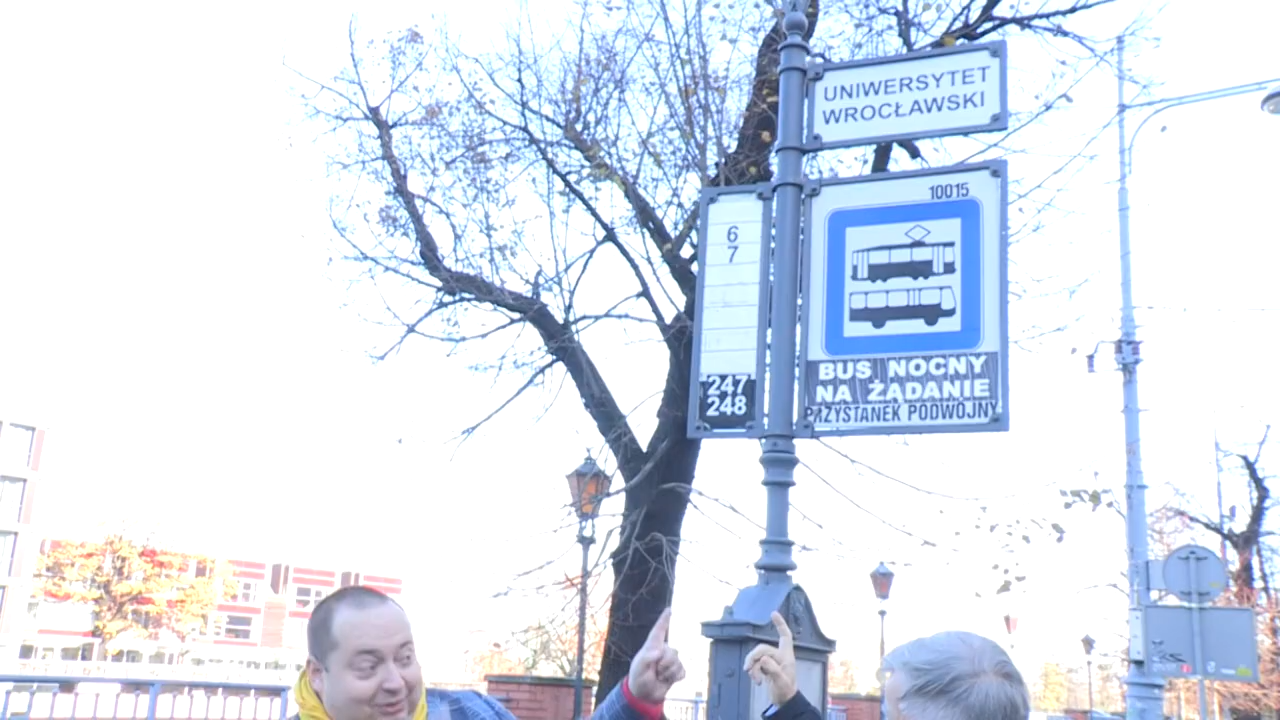 UNIWERSYTET
WROCŁAWSKI
10015
6
7
247
248
BUS NOCNY
NA ŻĄDANIE
PRZYSTANEK PODWÓJNY